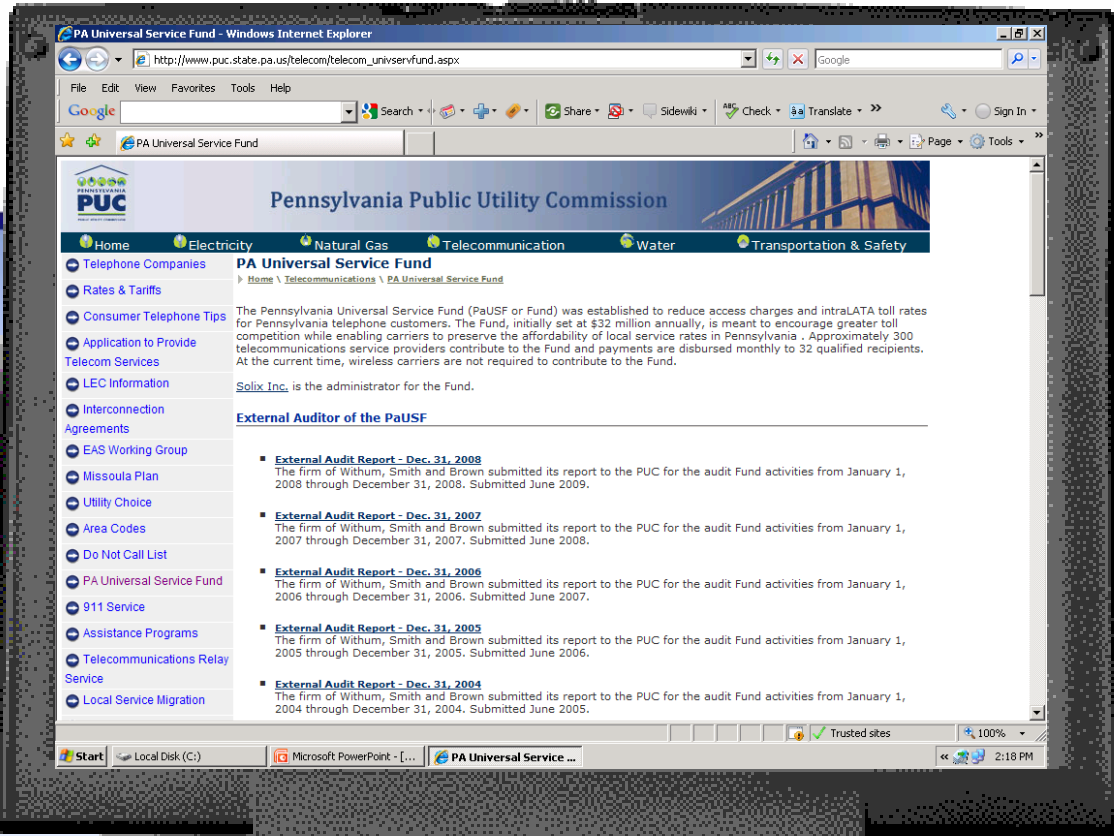 PA Universal Service Fund - Windows Internet Explorer
http://www.puc.state.pa.us/telecom/telecom_univservfund.aspx
Google
File Edit View Favorites Tools Help
Google Search Share Sidewiki ABC Check Translate Sign In
PA Universal Service Fund Page Tools
PENNSYLVANIA
PUC
Pennsylvania Public Utility Commission
Home Electricity Natural Gas Telecommunication Water Transportation & Safety
Telephone Companies
Rates & Tariffs
Consumer Telephone Tips
Application to Provide
Telecom Services
LEC Information
Interconnection
Agreements
EAS Working Group
Missoula Plan
Utility Choice
Area Codes
Do Not Call List
PA Universal Service Fund
911 Service
Assistance Programs
Telecommunications Relay
Service
Local Service Migration
PA Universal Service Fund
Home \ Telecommunications \ PA Universal Service Fund
The Pennsylvania Universal Service Fund (PaUSF or Fund) was established to reduce access charges and intraLATA toll rates
for Pennsylvania telephone customers. The Fund, initially set at $32 million annually, is meant to encourage greater toll
competition while enabling carriers to preserve the affordability of local service rates in Pennsylvania . Approximately 300
telecommunications service providers contribute to the Fund and payments are disbursed monthly to 32 qualified recipients.
At the current time, wireless carriers are not required to contribute to the Fund.
Solix Inc. is the administrator for the Fund.
External Auditor of the PaUSF
External Audit Report - Dec. 31, 2008
The firm of Withum, Smith and Brown submitted its report to the PUC for the audit Fund activities from January 1,
2008 through December 31, 2008. Submitted June 2009.
External Audit Report - Dec. 31, 2007
The firm of Withum, Smith and Brown submitted its report to the PUC for the audit Fund activities from January 1,
2007 through December 31, 2007. Submitted June 2008.
External Audit Report - Dec. 31, 2006
The firm of Withum, Smith and Brown submitted its report to the PUC for the audit Fund activities from January 1,
2006 through December 31, 2006. Submitted June 2007.
External Audit Report - Dec. 31, 2005
The firm of Withum, Smith and Brown submitted its report to the PUC for the audit Fund activities from January 1,
2005 through December 31, 2005. Submitted June 2006.
External Audit Report - Dec. 31, 2004
The firm of Withum, Smith and Brown submitted its report to the PUC for the audit Fund activities from January 1,
2004 through December 31, 2004. Submitted June 2005.
Trusted sites 100%
Start Local Disk (C:) Microsoft PowerPoint - [... PA Universal Service ... 2:18 PM